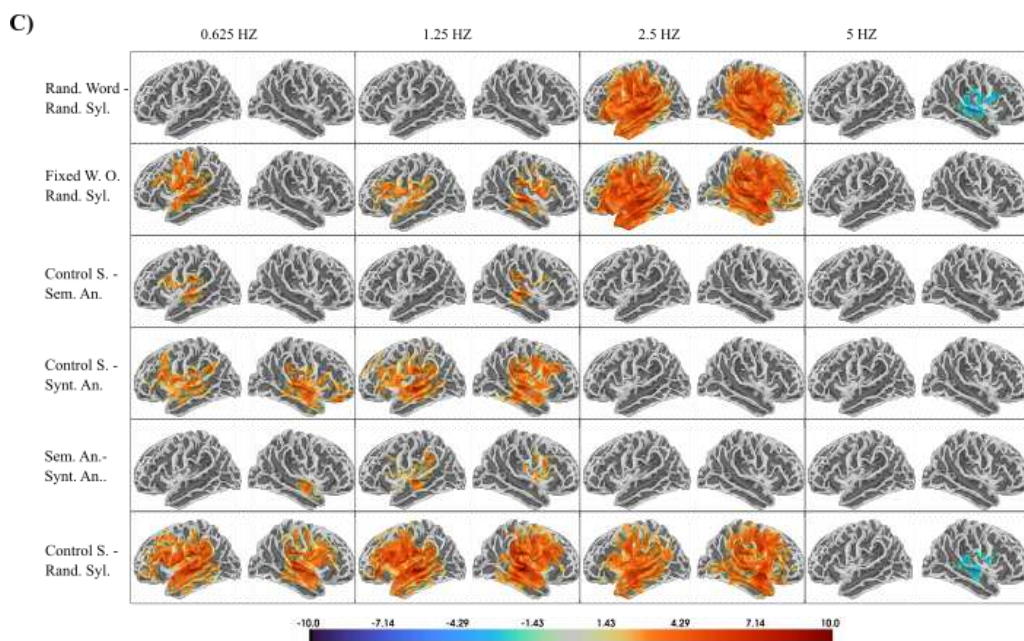 C)
0.625 HZ 1.25 HZ 2.5 HZ 5 HZ
Rand. Word -
Rand. Syl.
Fixed W. O.
Rand. Syl.
Control S. -
Sem. An.
Control S. -
Synt. An.
Sem. An.-
Synt. An..
Control S. -
Rand. Syl.
-10.0 -7.14 -4.29 -1.43 1.43 4.29 7.14 10.0